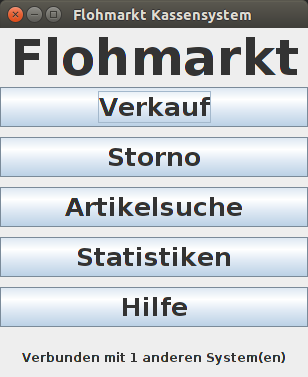 Flohmarkt Kassensystem
Flohmarkt
Verkauf
Storno
Artikelsuche
Statistiken
Hilfe
Verbunden mit 1 anderen System(en)